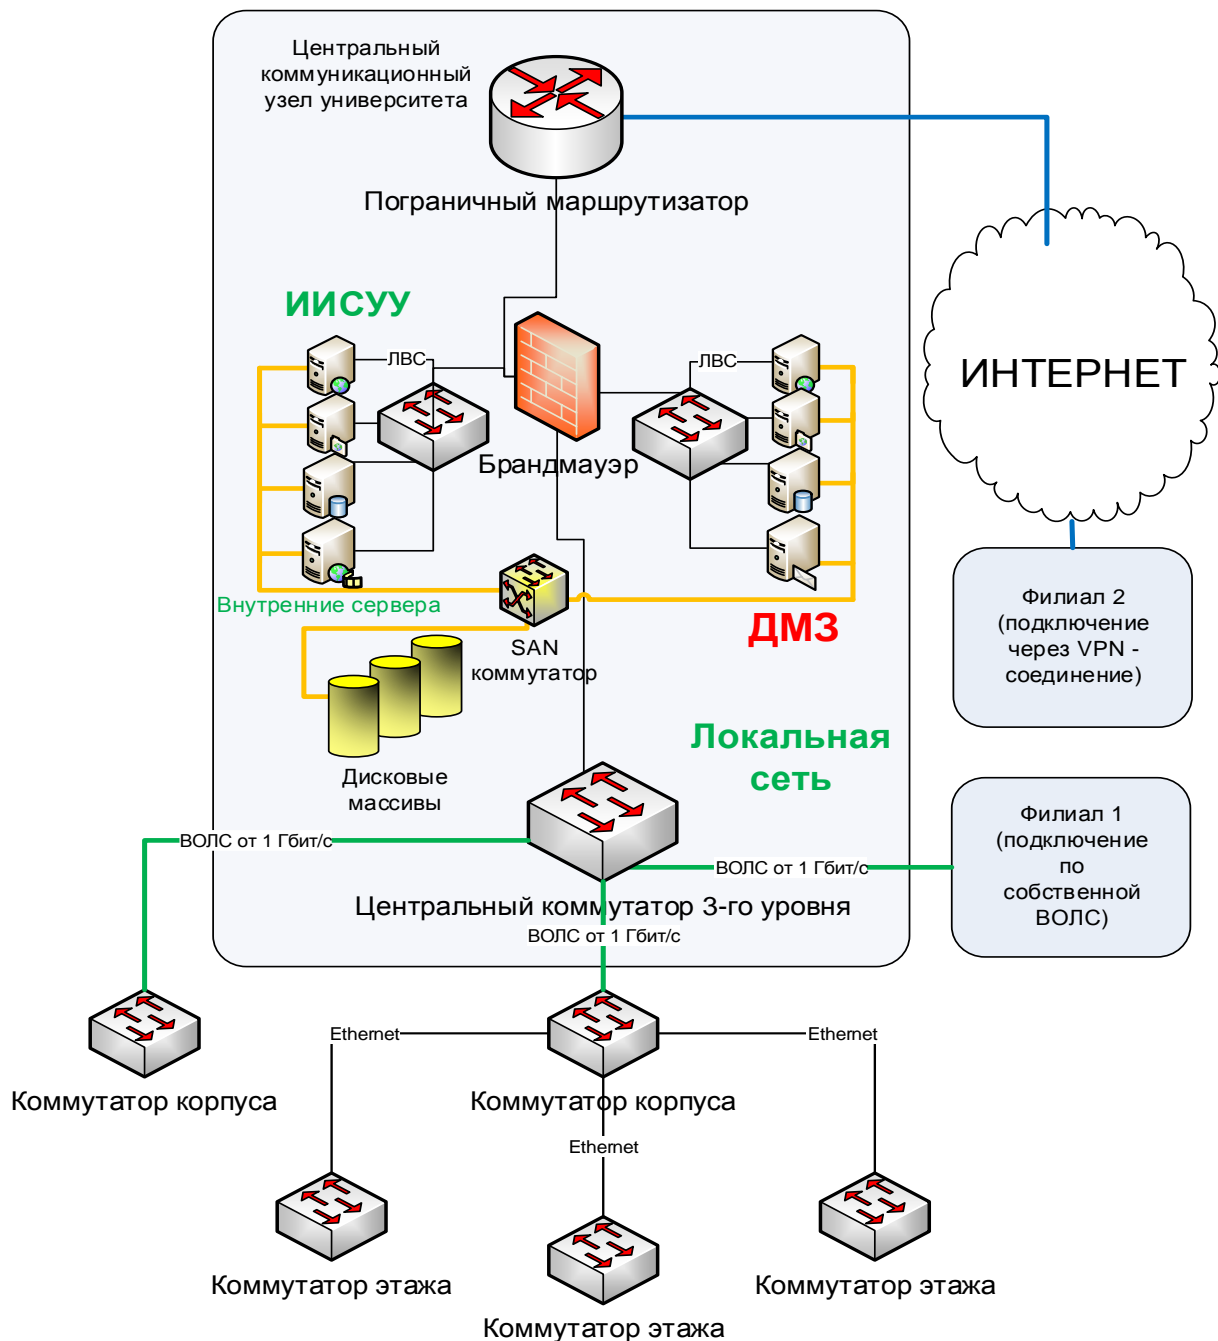 Центральный
коммуникационный
узел университета
Пограничный маршрутизатор
ИИСУУ
ЛВС
ЛВС
ИНТЕРНЕТ
Брандмауэр
Внутренние сервера
ДМЗ
SAN
коммутатор
Филиал 2
(подключение
через VPN -
соединение)
Локальная
сеть
Дисковые
массивы
Филиал 1
(подключение
по
собственной
ВОЛС)
ВОЛС от 1 Гбит/с
ВОЛС от 1 Гбит/с
Центральный коммутатор 3-го уровня
ВОЛС от 1 Гбит/с
Ethernet
Ethernet
Коммутатор корпуса
Коммутатор корпуса
Ethernet
Коммутатор этажа
Коммутатор этажа
Коммутатор этажа